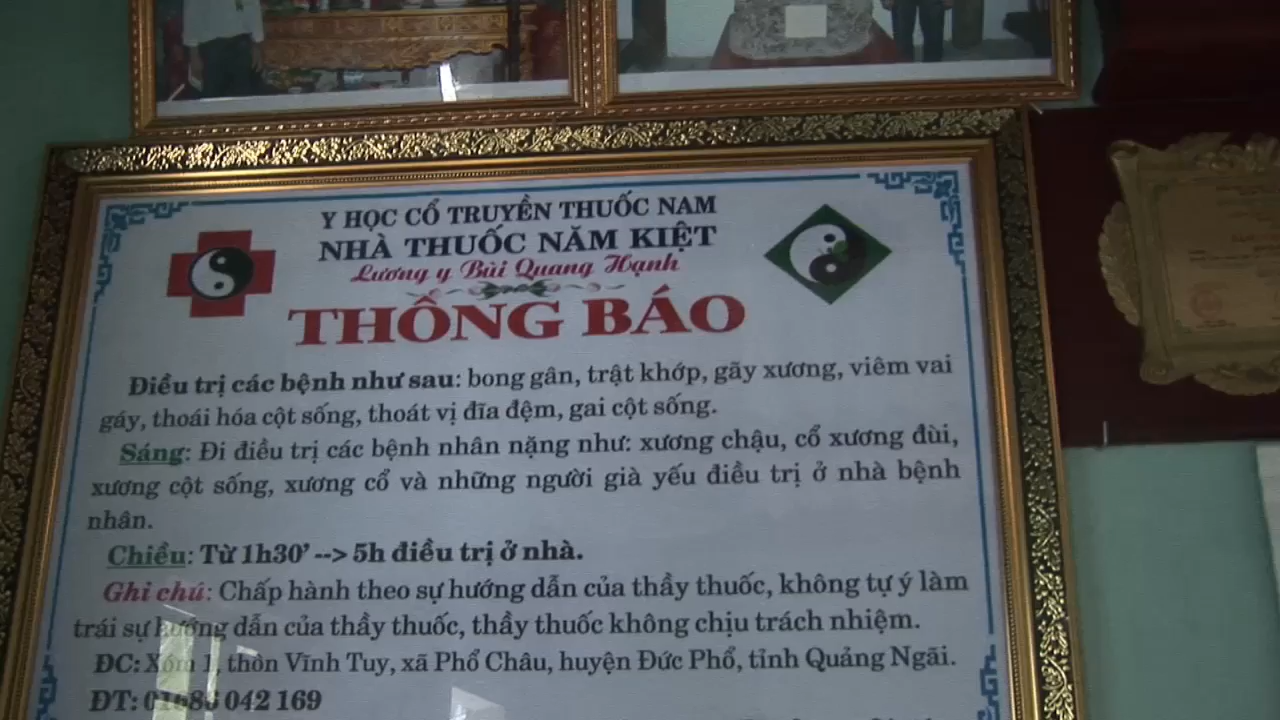 Y HỌC CỔ TRUYỀN THUỐC NAM
NHÀ THUỐC NĂM KIỆT
Lương y Bùi Quang Hạnh
THÔNG BÁO
Điều trị các bệnh như sau: bong gân, trật khớp, gãy xương, viêm vai
gáy, thoái hóa cột sống, thoát vị đĩa đệm, gai cột sống.
Sáng: Đi điều trị các bệnh nhân nặng như: xương chậu, cổ xương đùi,
xương cột sống, xương cổ và những người già yếu điều trị ở nhà bệnh
nhân.
Chiều: Từ 1h30' --> 5h điều trị ở nhà.
Ghi chú: Chấp hành theo sự hướng dẫn của thầy thuốc, không tự ý làm
trái sự hướng dẫn của thầy thuốc, thầy thuốc không chịu trách nhiệm.
ĐC: Xóm 1, thôn Vĩnh Tuy, xã Phổ Châu, huyện Đức Phổ, tỉnh Quảng Ngãi.
ĐT: 01686 042 169